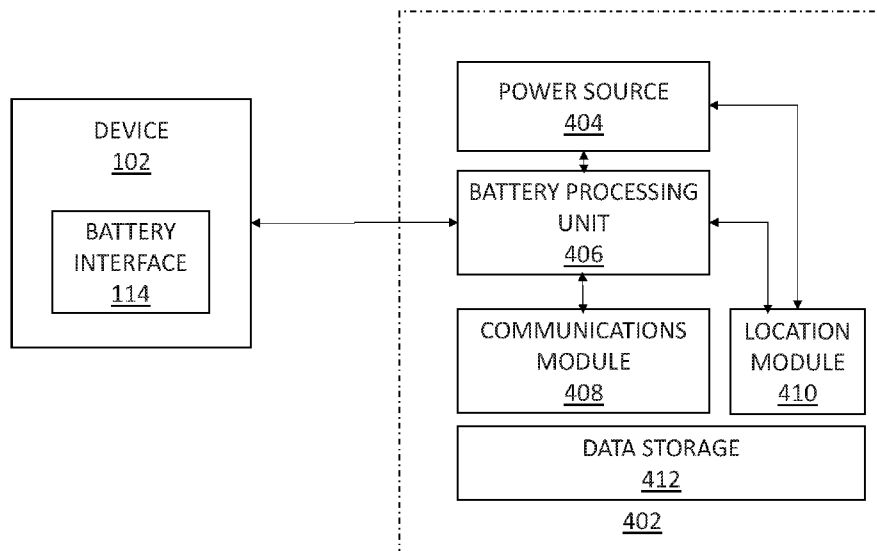 DEVICE
102
BATTERY
INTERFACE
114
POWER SOURCE
404
BATTERY PROCESSING
UNIT
406
COMMUNICATIONS
MODULE
408
LOCATION
MODULE
410
DATA STORAGE
412
402